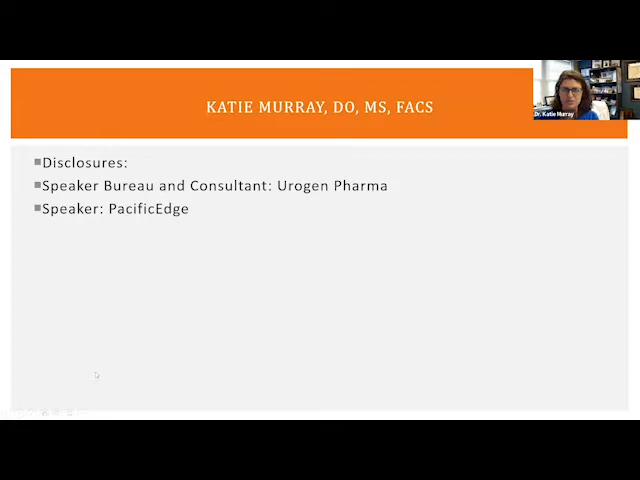 KATIE MURRAY, DO, MS, FACS
Dr. Katie Murray
Disclosures:
Speaker Bureau and Consultant: Urogen Pharma
Speaker: PacificEdge